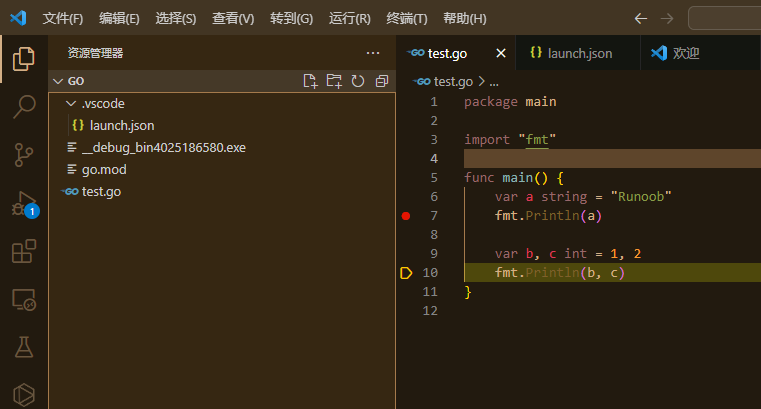 文件(F) 编辑(E) 选择(S) 查看(V) 转到(G) 运行(R) 终端(T) 帮助(H)
资源管理器
GO
.vscode
launch.json
__debug_bin4025186580.exe
go.mod
test.go
1
test.go launch.json 欢迎
test.go > ...
1 package main
2
3 import "fmt"
4
5 func main() {
6 var a string = "Runoob"
7 fmt.Println(a)
8
9 var b, c int = 1, 2
10 fmt.Println(b, c)
11 }
12